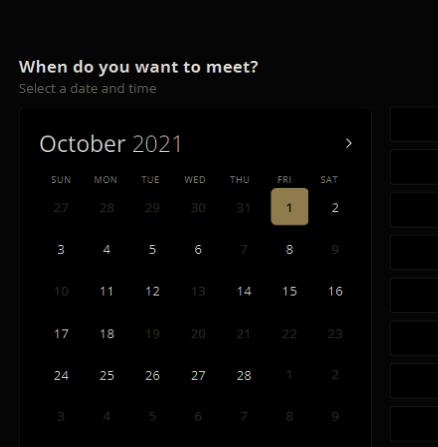 When do you want to meet?
Select a date and time
October 2021
SUN MON TUE WED THU FRI SAT
27 28 29 30 31 1 2
3 4 5 6 7 8 9
10 11 12 13 14 15 16
17 18 19 20 21 22 23
24 25 26 27 28 1 2
3 4 5 6 7 8 9